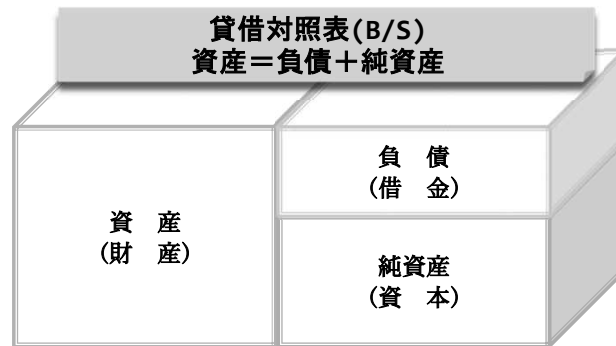 貸借対照表(B/S)
資産＝負債＋純資産
資　産
(財　産)
負　債
(借　金)
純資産
(資　本)